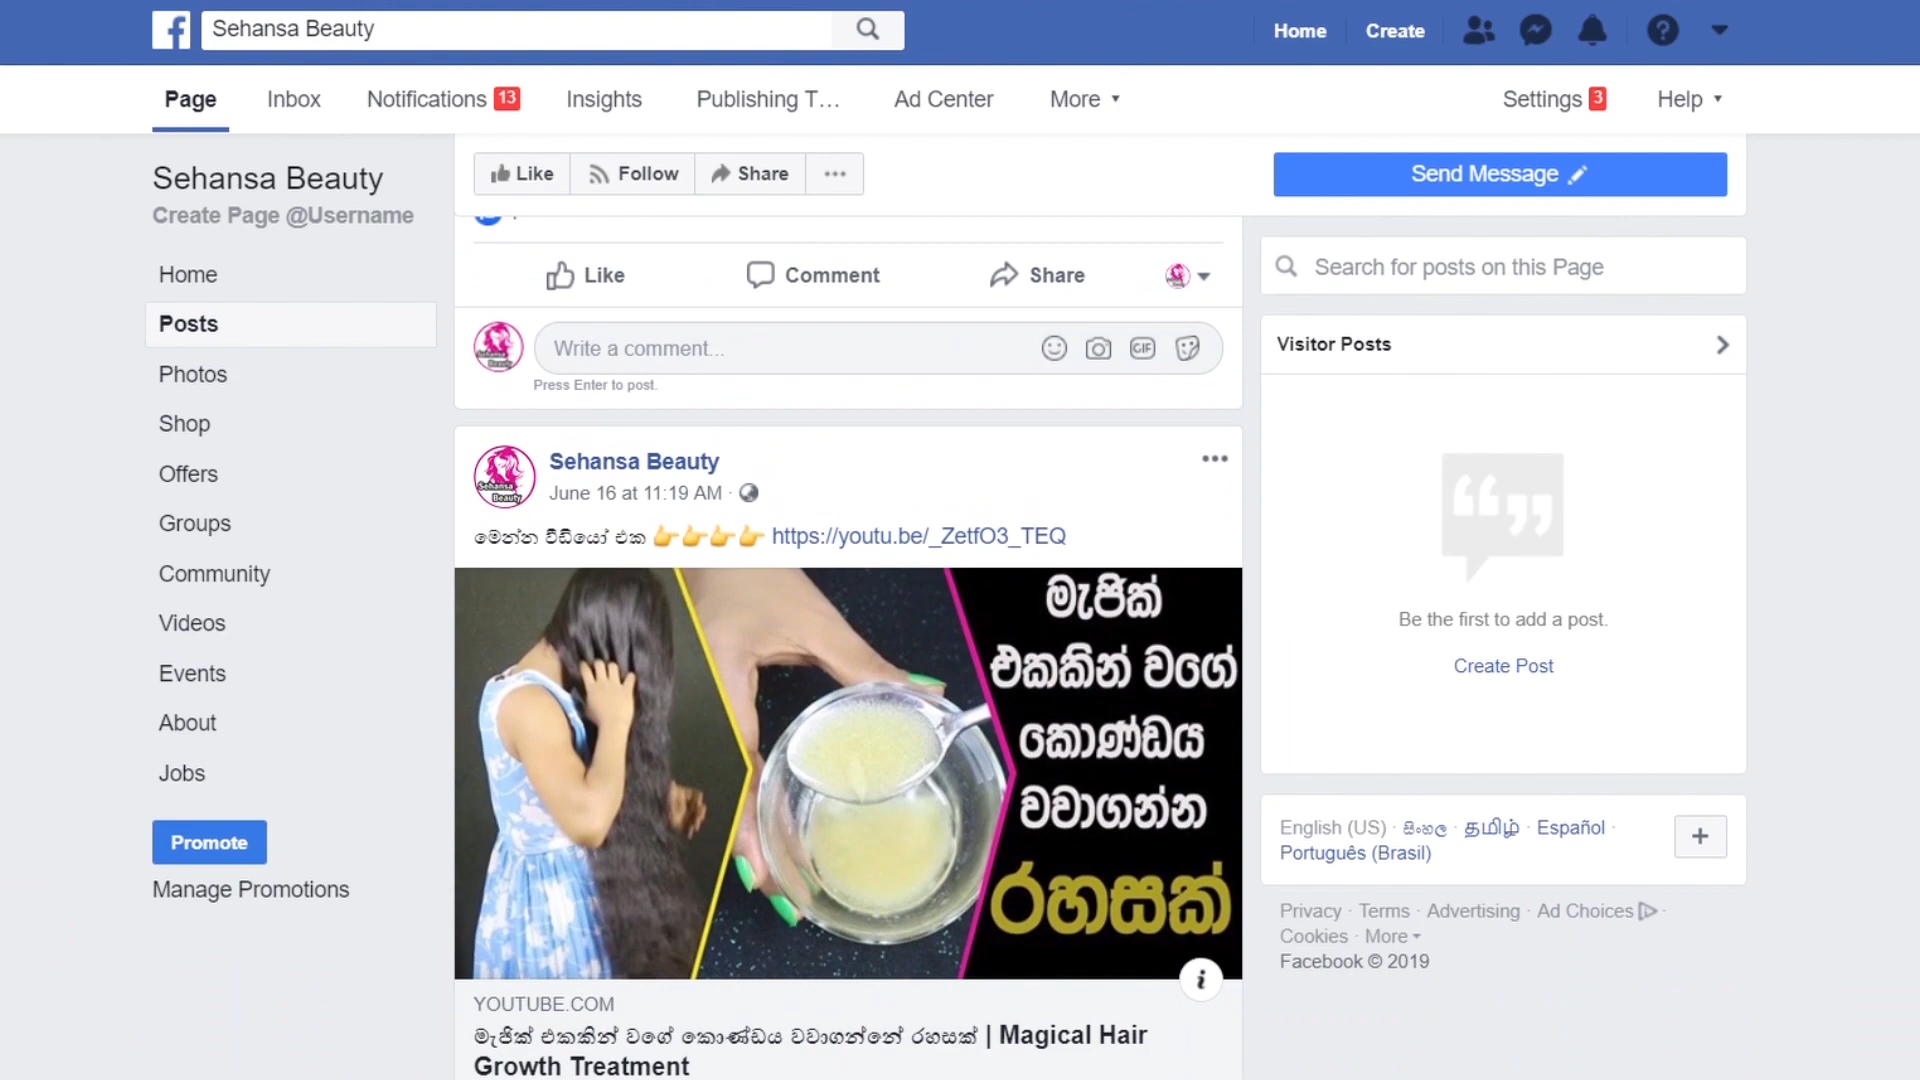 Sehansa Beauty
Home
Create
Page
Inbox
Notifications 13
Insights
Publishing T...
Ad Center
More
Settings 3
Help
Sehansa Beauty
Create Page @Username
Home
Posts
Photos
Shop
Offers
Groups
Community
Videos
Events
About
Jobs
Promote
Manage Promotions
Like
Follow
Share
Send Message
Like
Comment
Share
Write a comment...
GIF
Press Enter to post.
Sehansa Beauty
June 16 at 11:19 AM ·
මෙන්න වීඩියෝ එක 👉👉👉👉 https://youtu.be/_ZetfO3_TEQ
මැජික්
එකකින් වගේ
කොණ්ඩය
වවාගන්න
රහසක්
YOUTUBE.COM
මැජික් එකකින් වගේ කොණ්ඩය වවාගන්නේ රහසක් | Magical Hair
Growth Treatment
Search for posts on this Page
Visitor Posts
Be the first to add a post.
Create Post
English (US) · සිංහල · தமிழ் · Español ·
Português (Brasil)
Privacy · Terms · Advertising · Ad Choices ·
Cookies · More
Facebook © 2019